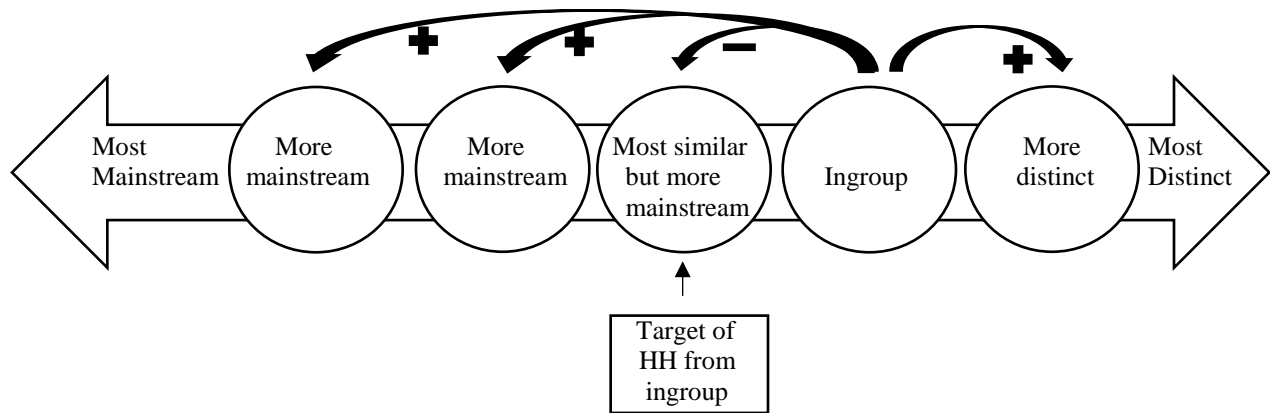 +
+
−
+
Most
Mainstream
More
mainstream
More
mainstream
Most similar
but more
mainstream
Ingroup
More
distinct
Most
Distinct
Target of
HH from
ingroup